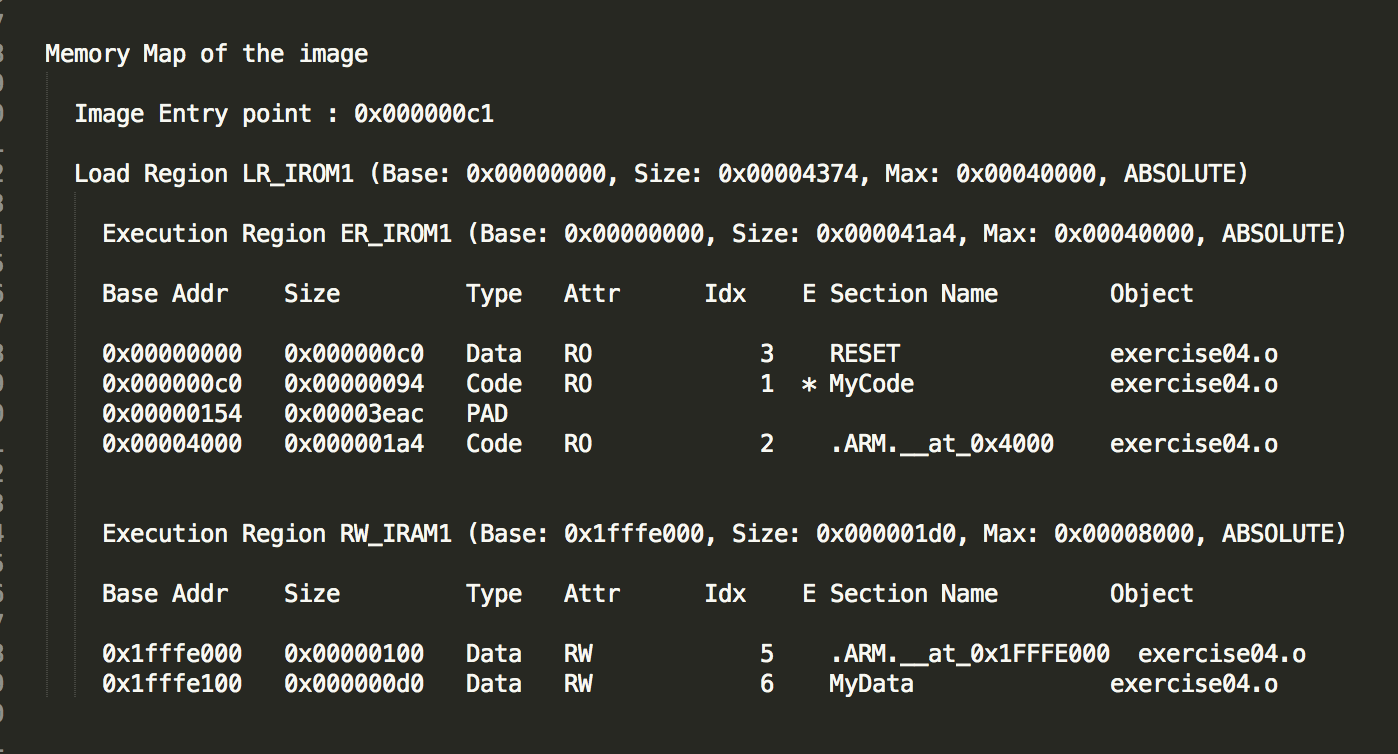 Memory Map of the image
Image Entry point : 0x000000c1
Load Region LR_IROM1 (Base: 0x00000000, Size: 0x00004374, Max: 0x00040000, ABSOLUTE)
Execution Region ER_IROM1 (Base: 0x00000000, Size: 0x000041a4, Max: 0x00040000, ABSOLUTE)
Base Addr    Size         Type   Attr      Idx    E Section Name        Object
0x00000000   0x000000c0   Data   RO            3    RESET               exercise04.o
0x000000c0   0x00000094   Code   RO            1  * MyCode              exercise04.o
0x00000154   0x00003eac   PAD
0x00004000   0x000001a4   Code   RO            2    .ARM.__at_0x4000    exercise04.o
Execution Region RW_IRAM1 (Base: 0x1fffe000, Size: 0x000001d0, Max: 0x00008000, ABSOLUTE)
Base Addr    Size         Type   Attr      Idx    E Section Name        Object
0x1fffe000   0x00000100   Data   RW            5    .ARM.__at_0x1FFFE000  exercise04.o
0x1fffe100   0x000000d0   Data   RW            6    MyData              exercise04.o